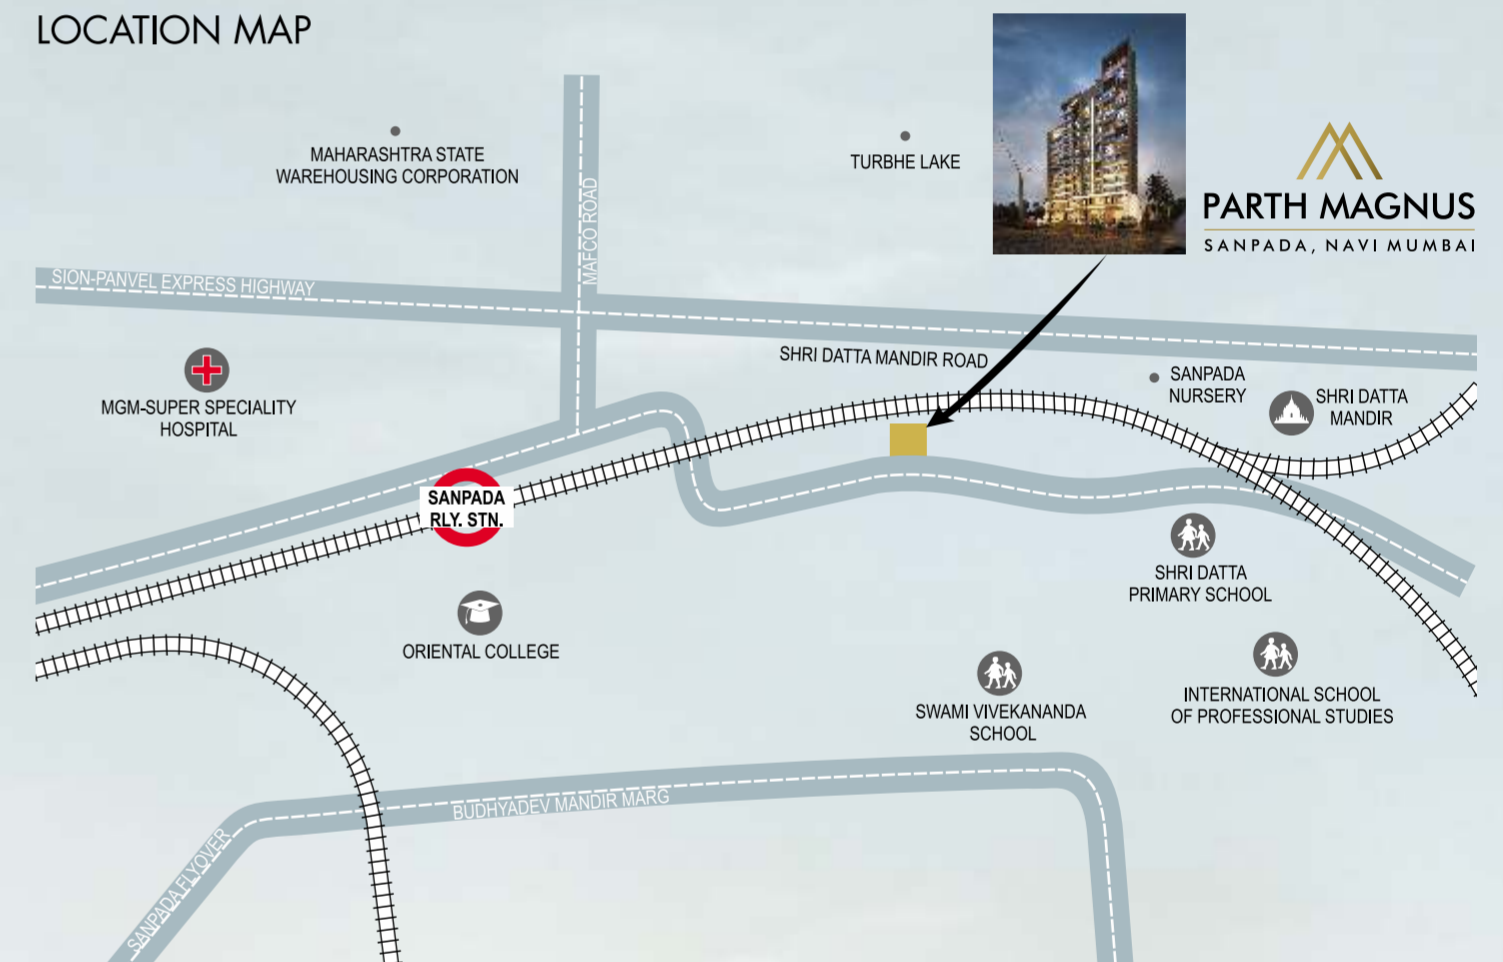 LOCATION MAP
MAHARASHTRA STATE
WAREHOUSING CORPORATION
MAFCO ROAD
TURBHE LAKE
PARTH MAGNUS
SANPADA, NAVI MUMBAI
SION-PANVEL EXPRESS HIGHWAY
SHRI DATTA MANDIR ROAD
SANPADA
NURSERY
SHRI DATTA
MANDIR
MGM-SUPER SPECIALITY
HOSPITAL
SANPADA
RLY. STN.
SHRI DATTA
PRIMARY SCHOOL
ORIENTAL COLLEGE
SWAMI VIVEKANANDA
SCHOOL
INTERNATIONAL SCHOOL
OF PROFESSIONAL STUDIES
BUDHYADEV MANDIR MARG
SANPADA FLYOVER